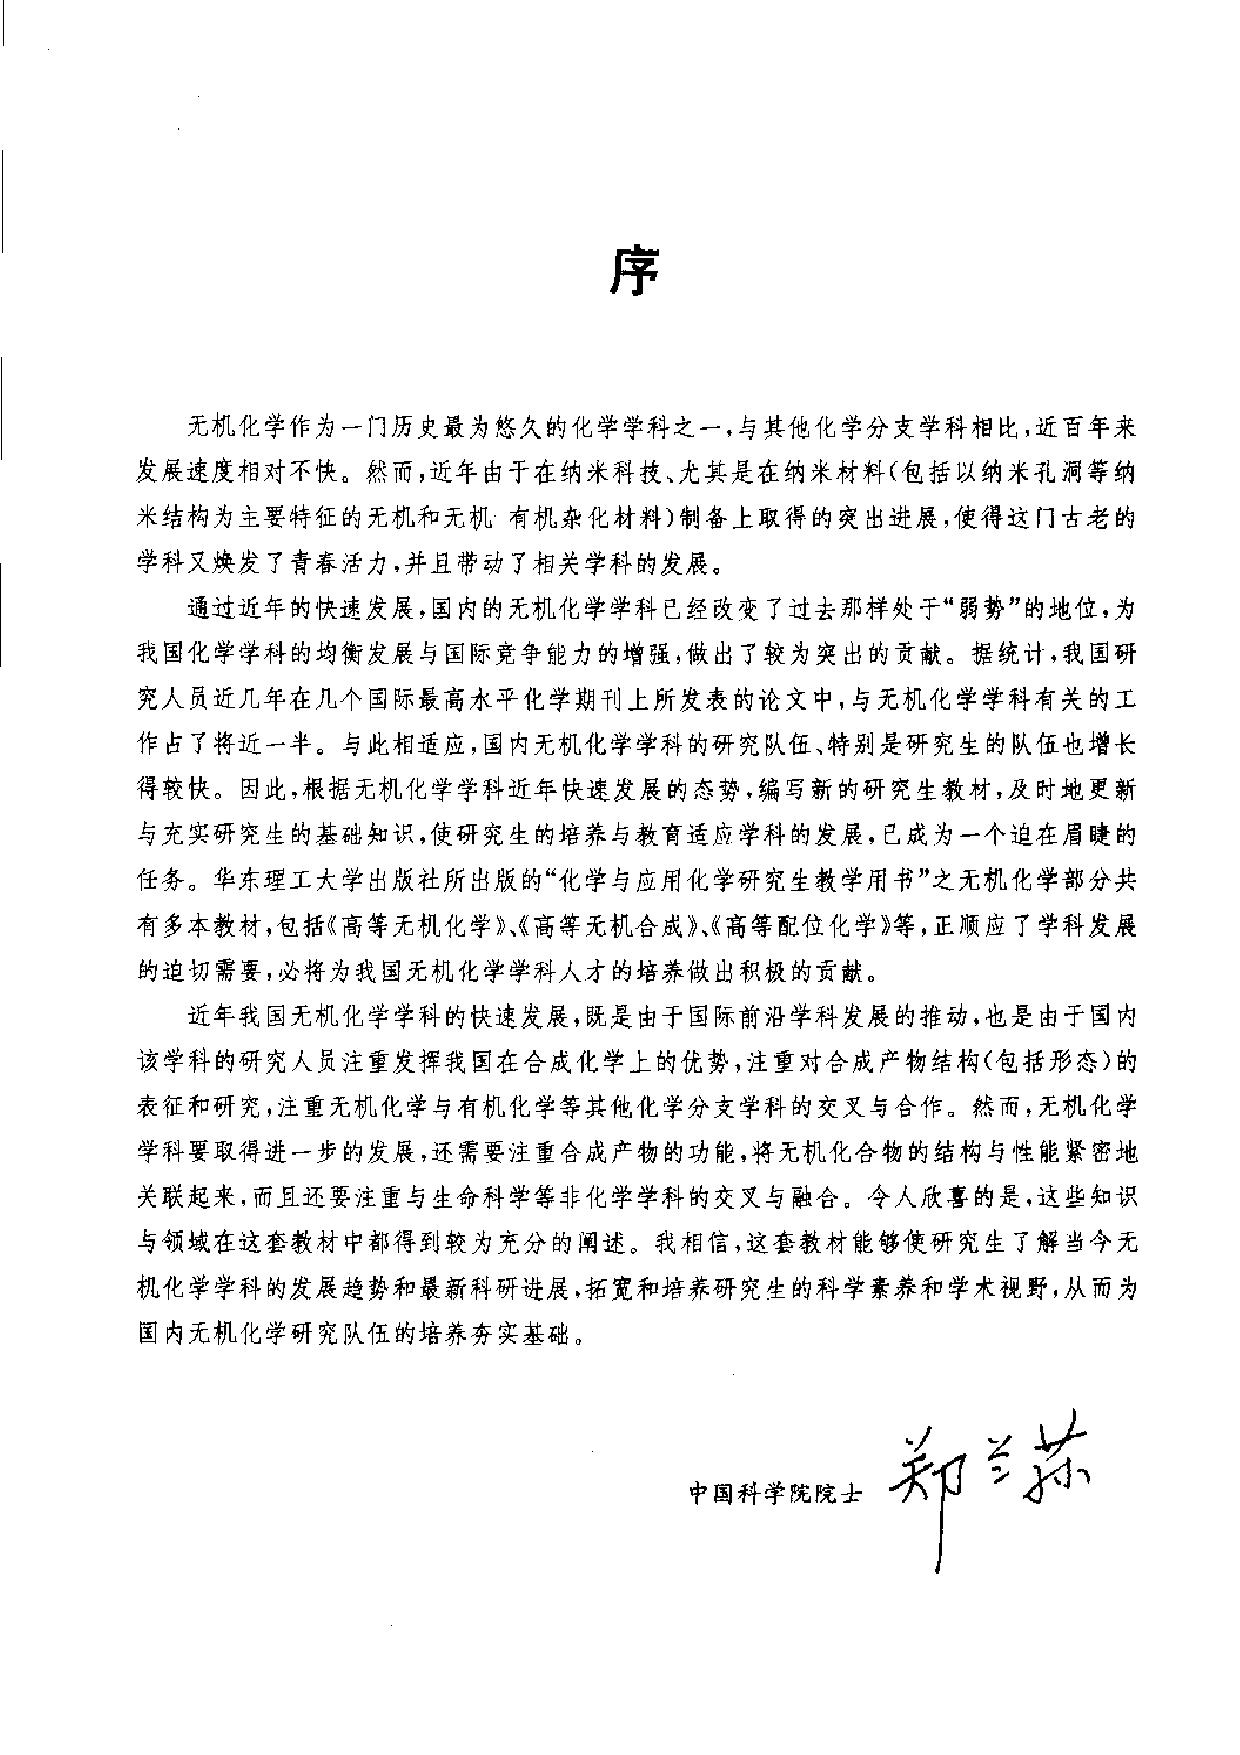 序
无机化学作为一门历史最为悠久的化学学科之一,与其他化学分支学科相比,近百年来
发展速度相对不快。然而,近年由于在纳米科技、尤其是在纳米材料(包括以纳米孔洞等纳
米结构为主要特征的无机和无机-有机杂化材料)制备上取得的突出进展,使得这门古老的
学科又焕发了青春活力,并且带动了相关学科的发展。
通过近年的快速发展,国内的无机化学学科已经改变了过去那样处于“弱势”的地位,为
我国化学学科的均衡发展与国际竞争能力的增强,做出了较为突出的贡献。据统计,我国研
究人员近几年在几个国际最高水平化学期刊上所发表的论文中,与无机化学学科有关的工
作占了将近一半。与此相适应,国内无机化学学科的研究队伍、特别是研究生的队伍也增长
得较快。因此,根据无机化学学科近年快速发展的态势,编写新的研究生教材,及时地更新
与充实研究生的基础知识,使研究生的培养与教育适应学科的发展,已成为一个迫在眉睫的
任务。华东理工大学出版社所出版的“化学与应用化学研究生教学用书”之无机化学部分共
有多本教材,包括《高等无机化学》、《高等无机合成》、《高等配位化学》等,正顺应了学科发展
的迫切需要,必将为我国无机化学学科人才的培养做出积极的贡献。
近年我国无机化学学科的快速发展,既是由于国际前沿学科发展的推动,也是由于国内
该学科的研究人员注重发挥我国在合成化学上的优势,注重对合成产物结构(包括形态)的
表征和研究,注重无机化学与有机化学等其他化学分支学科的交叉与合作。然而,无机化学
学科要取得进一步的发展,还需要注重合成产物的功能,将无机化合物的结构与性能紧密地
关联起来,而且还要注重与生命科学等非化学学科的交叉与融合。令人欣喜的是,这些知识
与领域在这套教材中都得到较为充分的阐述。我相信,这套教材能够使研究生了解当今无
机化学学科的发展趋势和最新科研进展,拓宽和培养研究生的科学素养和学术视野,从而为
国内无机化学研究队伍的培养夯实基础。
中国科学院院士 郑兰荪